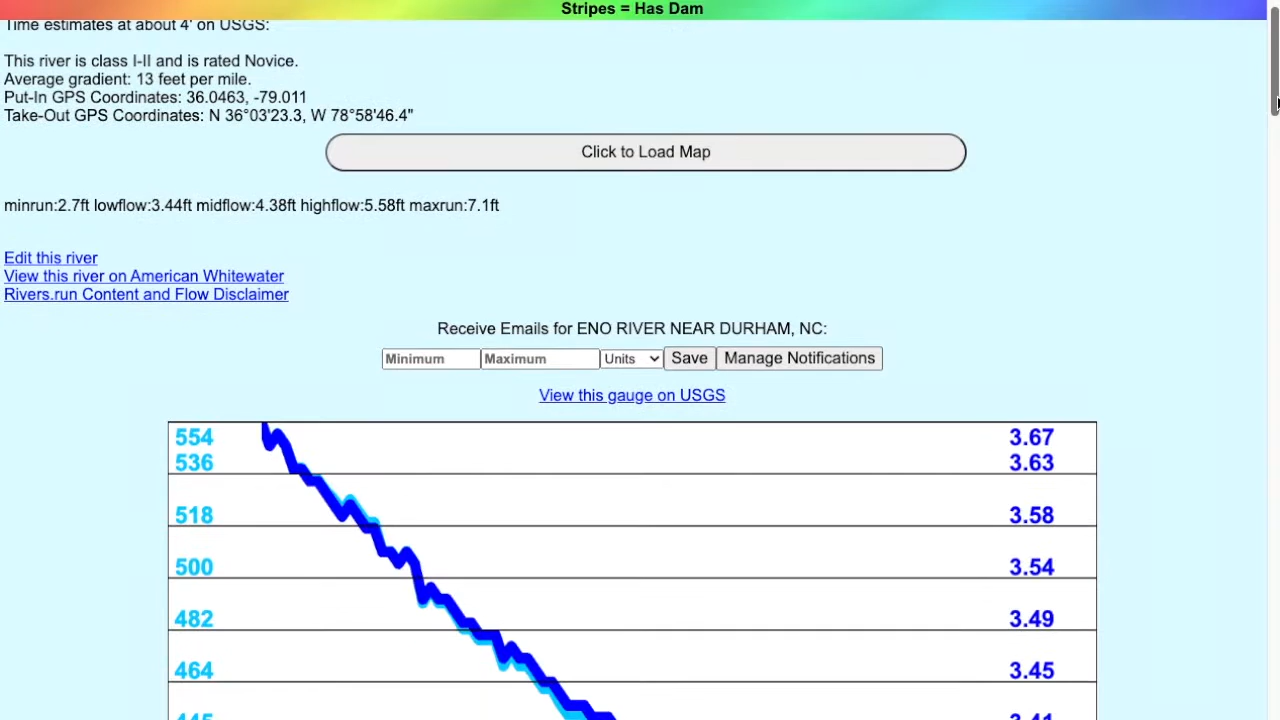 Stripes = Has Dam
Time estimates at about 4' on USGS:
This river is class I-II and is rated Novice.
Average gradient: 13 feet per mile.
Put-In GPS Coordinates: 36.0463, -79.011
Take-Out GPS Coordinates: N 36°03'23.3, W 78°58'46.4"
Click to Load Map
minrun:2.7ft lowflow:3.44ft midflow:4.38ft highflow:5.58ft maxrun:7.1ft
Edit this river
View this river on American Whitewater
Rivers.run Content and Flow Disclaimer
Receive Emails for ENO RIVER NEAR DURHAM, NC:
Minimum Maximum Units Save Manage Notifications
View this gauge on USGS
554 3.67
536 3.63
518 3.58
500 3.54
482 3.49
464 3.45
445 3.41